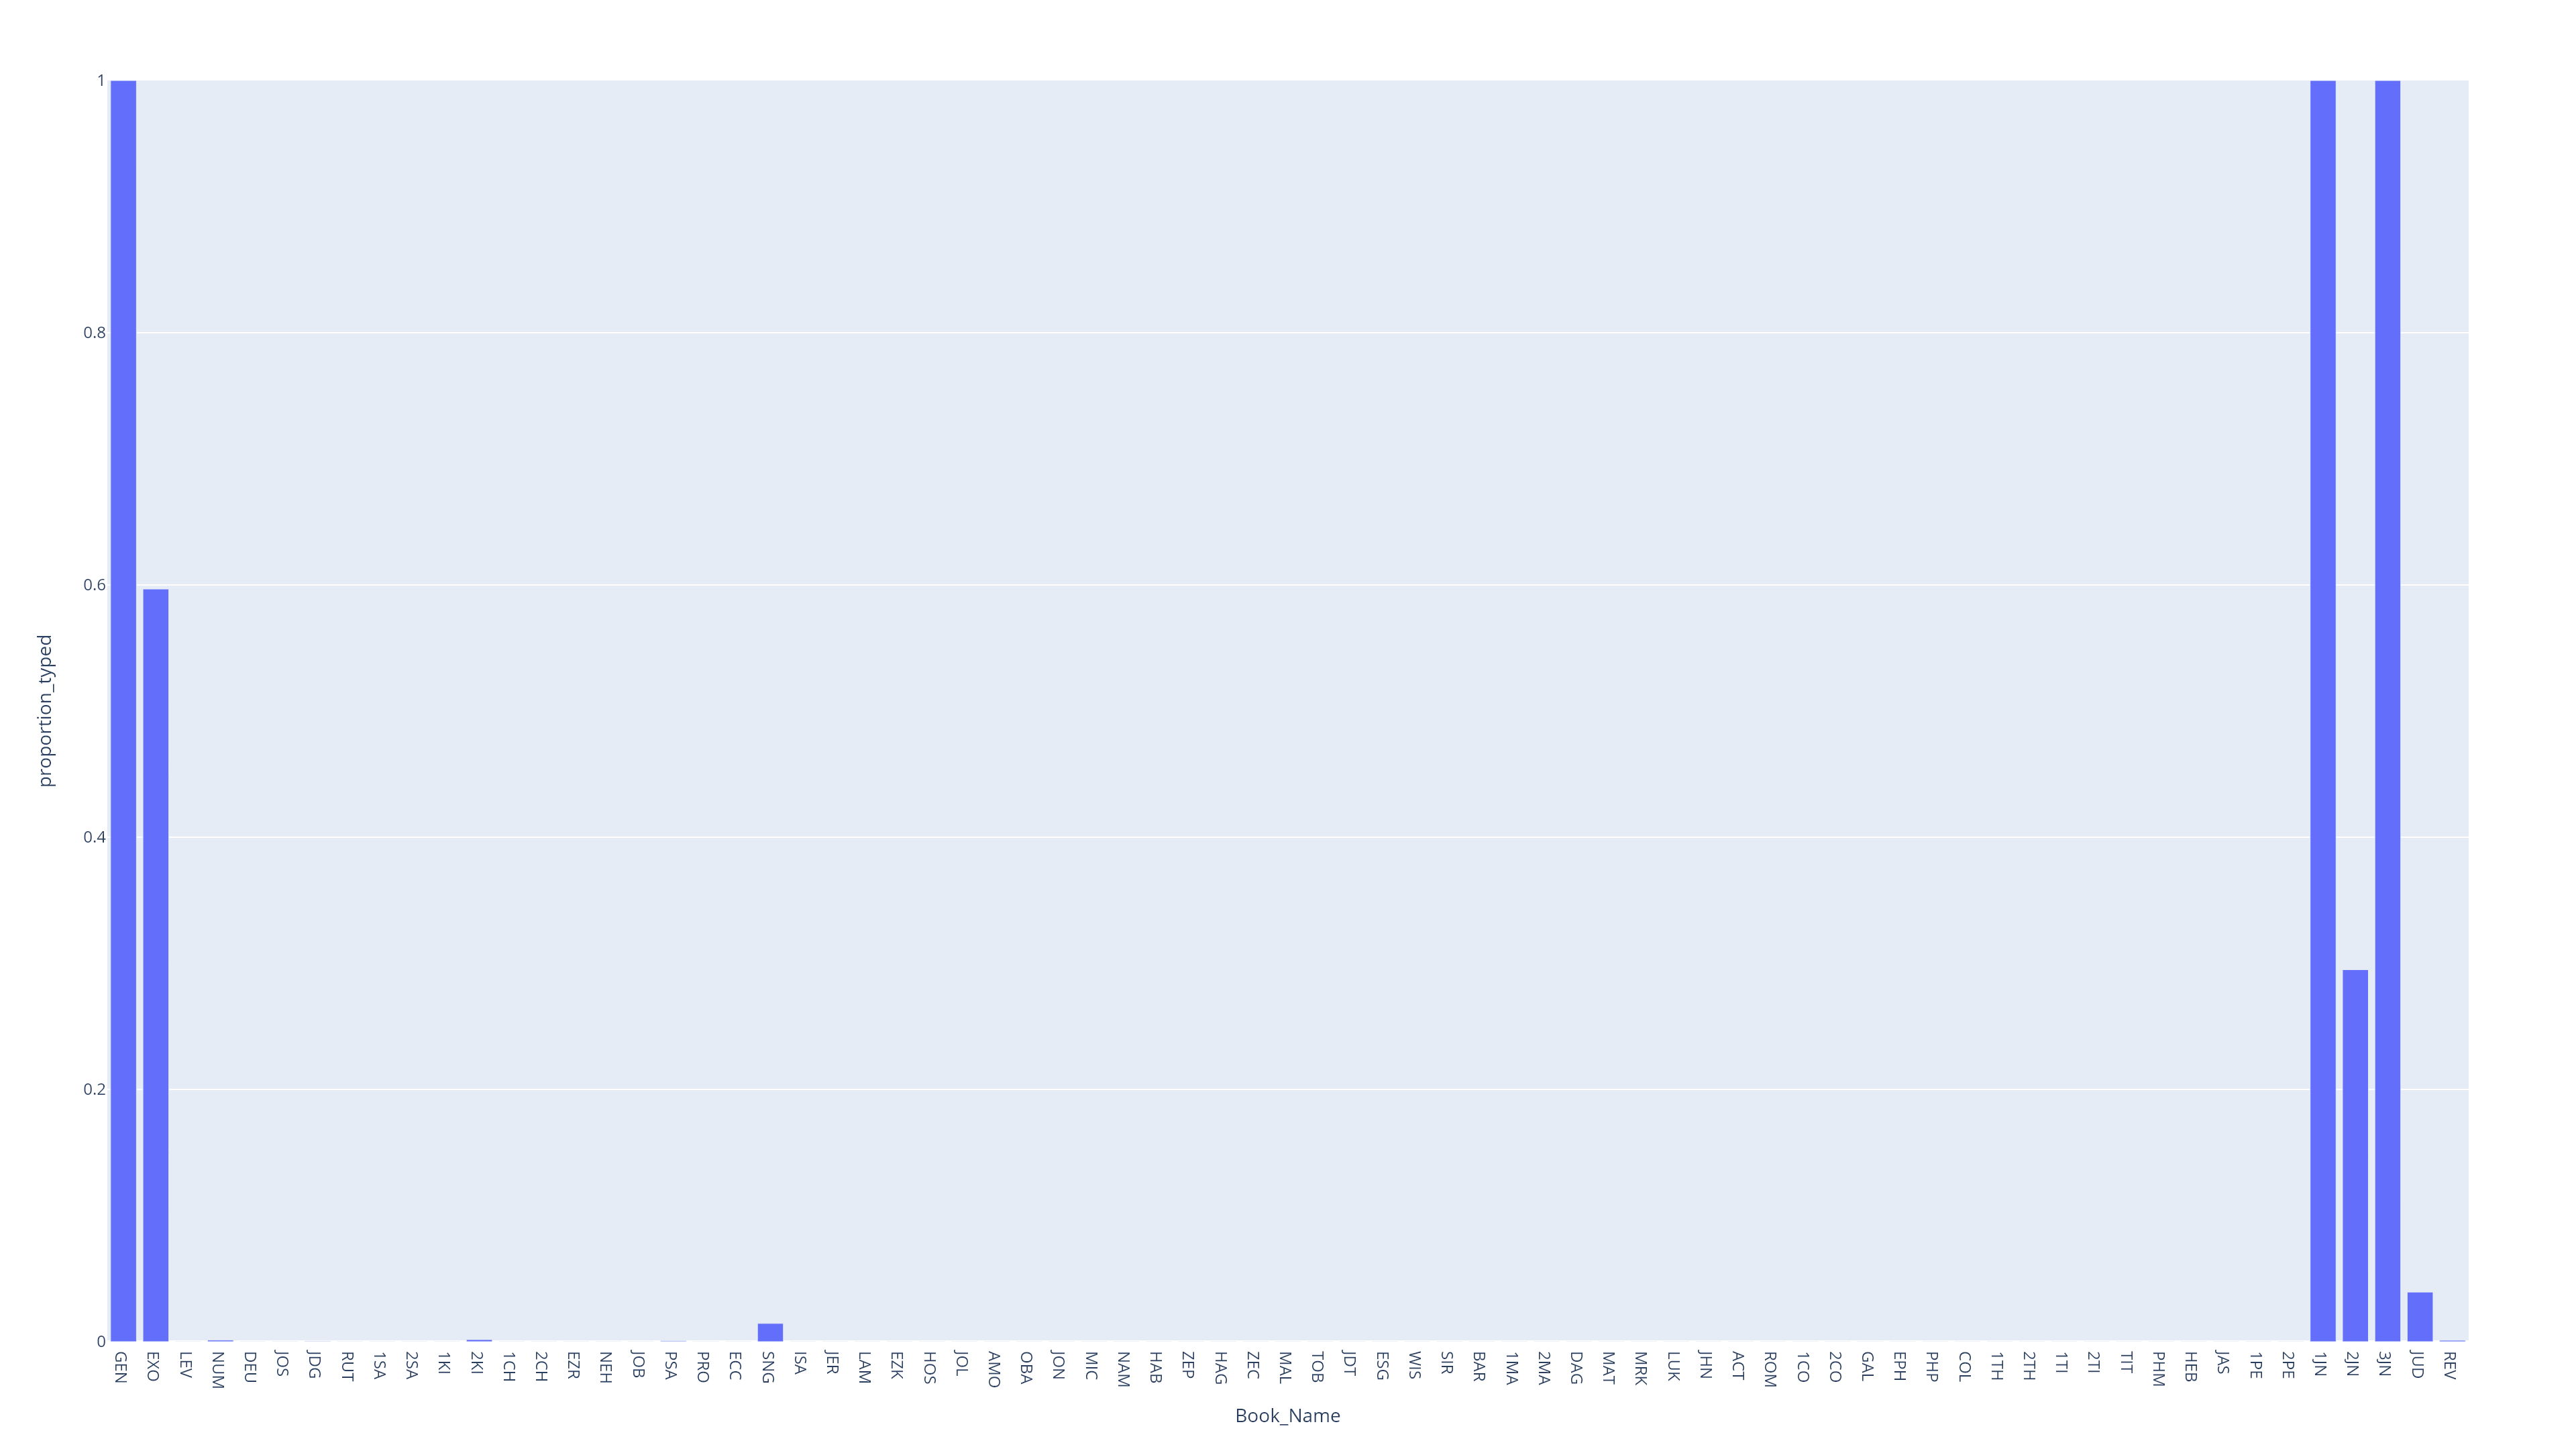 1
0.8
0.6
0.4
0.2
0
proportion_typed
GEN
EXO
LEV
NUM
DEU
JOS
JDG
RUT
1SA
2SA
1KI
2KI
1CH
2CH
EZR
NEH
JOB
PSA
PRO
ECC
SNG
ISA
JER
LAM
EZK
HOS
JOL
AMO
OBA
JON
MIC
NAM
HAB
ZEP
HAG
ZEC
MAL
TOB
JDT
ESG
WIS
SIR
BAR
1MA
2MA
DAG
MAT
MRK
LUK
JHN
ACT
ROM
1CO
2CO
GAL
EPH
PHP
COL
1TH
2TH
1TI
2TI
TIT
PHM
HEB
JAS
1PE
2PE
1JN
2JN
3JN
JUD
REV
Book_Name